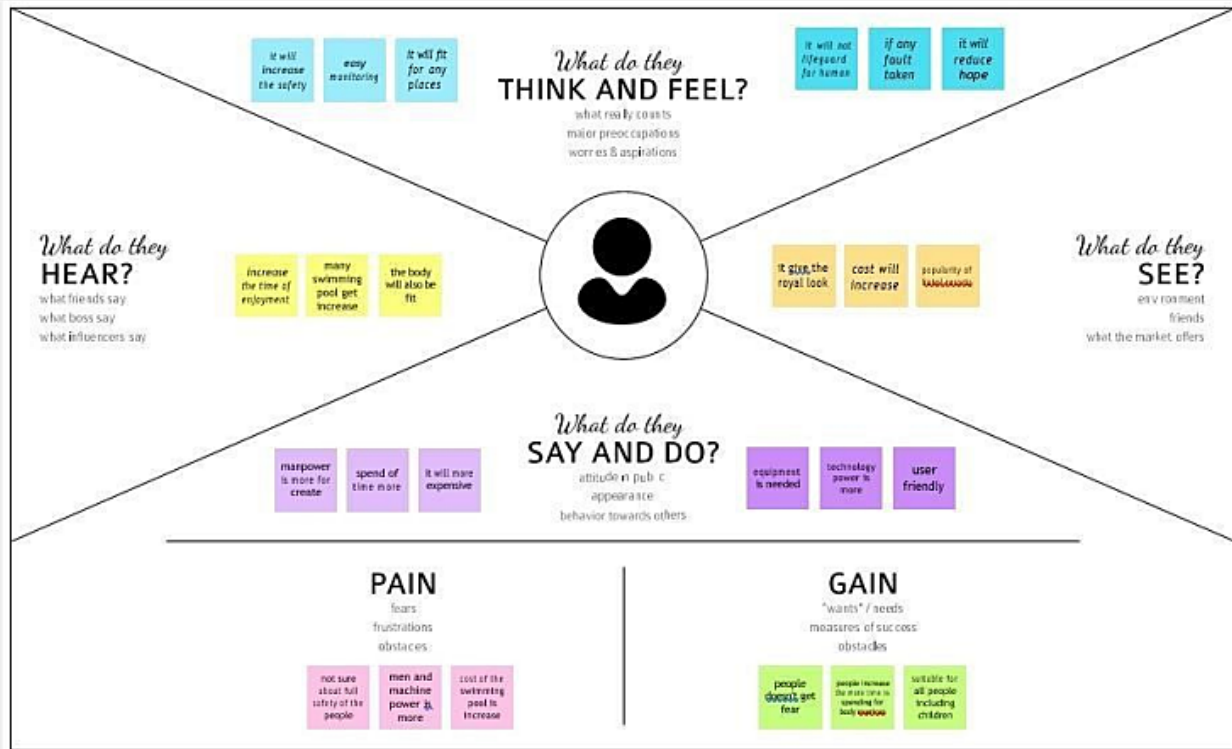 it will
increase
the safety
easy
monitoring
it will fit
for any
places
What do they
THINK AND FEEL?
what really counts
major preoccupations
worries & aspirations
it will not
lifeguard
for human
if any
fault
taken
it will
reduce
hope
What do they
HEAR?
what friends say
what boss say
what influencers say
increase
the time of
enjoyment
many
swimming
pool get
increase
the body
will also be
fit
it give the
royal look
cost will
increase
popularity of
What do they
SEE?
environment
friends
what the market offers
What do they
SAY AND DO?
attitude in public
appearance
behavior towards others
manpower
is more for
create
spend of
time more
it will more
expensive
equipment
is needed
technology
power is
more
user
friendly
PAIN
fears
frustrations
obstaces
not sure
about full
safety of the
people
men and
machine
power is
more
cost of the
swimming
pool is
increase
GAIN
"wants" / needs
measures of success
obstacles
people
doesn't get
fear
people increase
the more time is
spending for
body
suitable for
all people
including
children